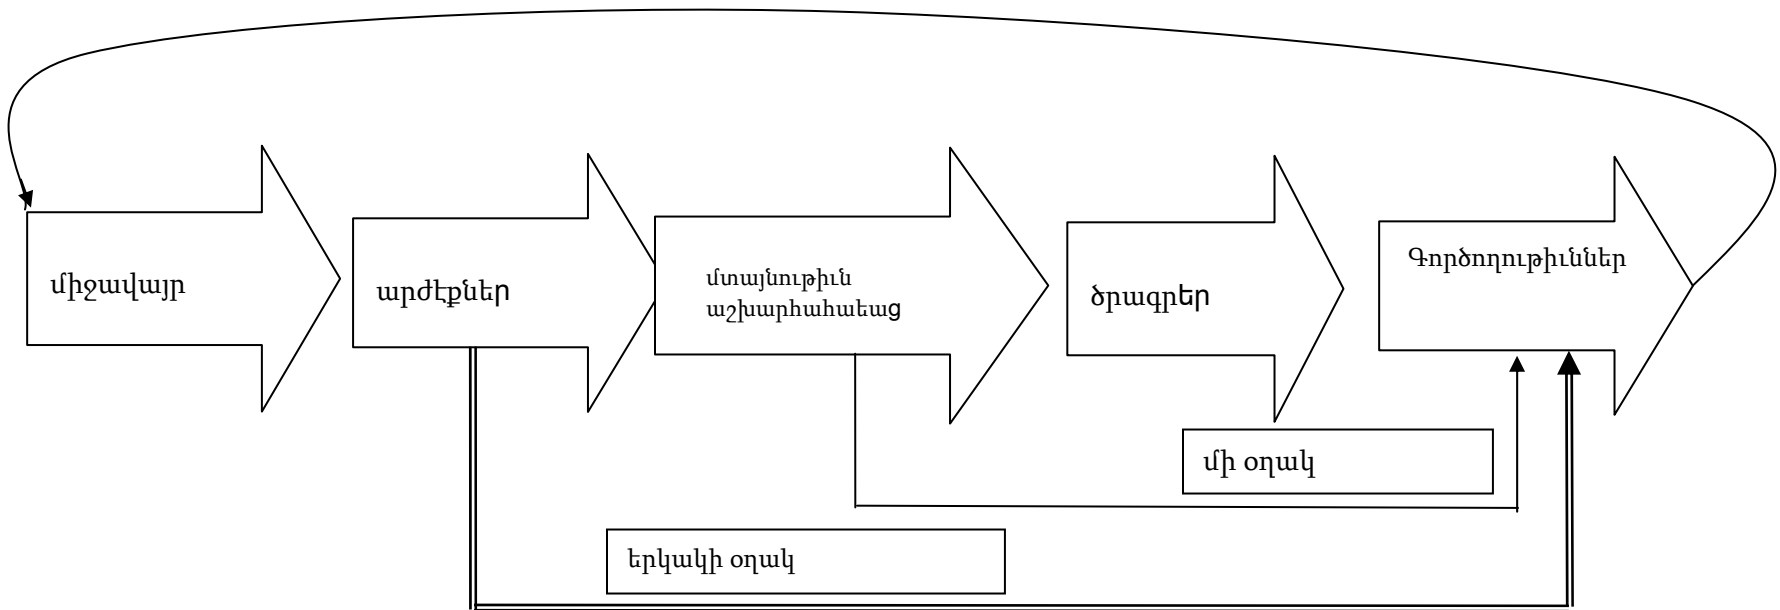 միջավայր
արժէքներ
մտայնութիւն
աշխարհահաեաց
ծրագրեր
Գործողութիւններ
մի օղակ
երկակի օղակ